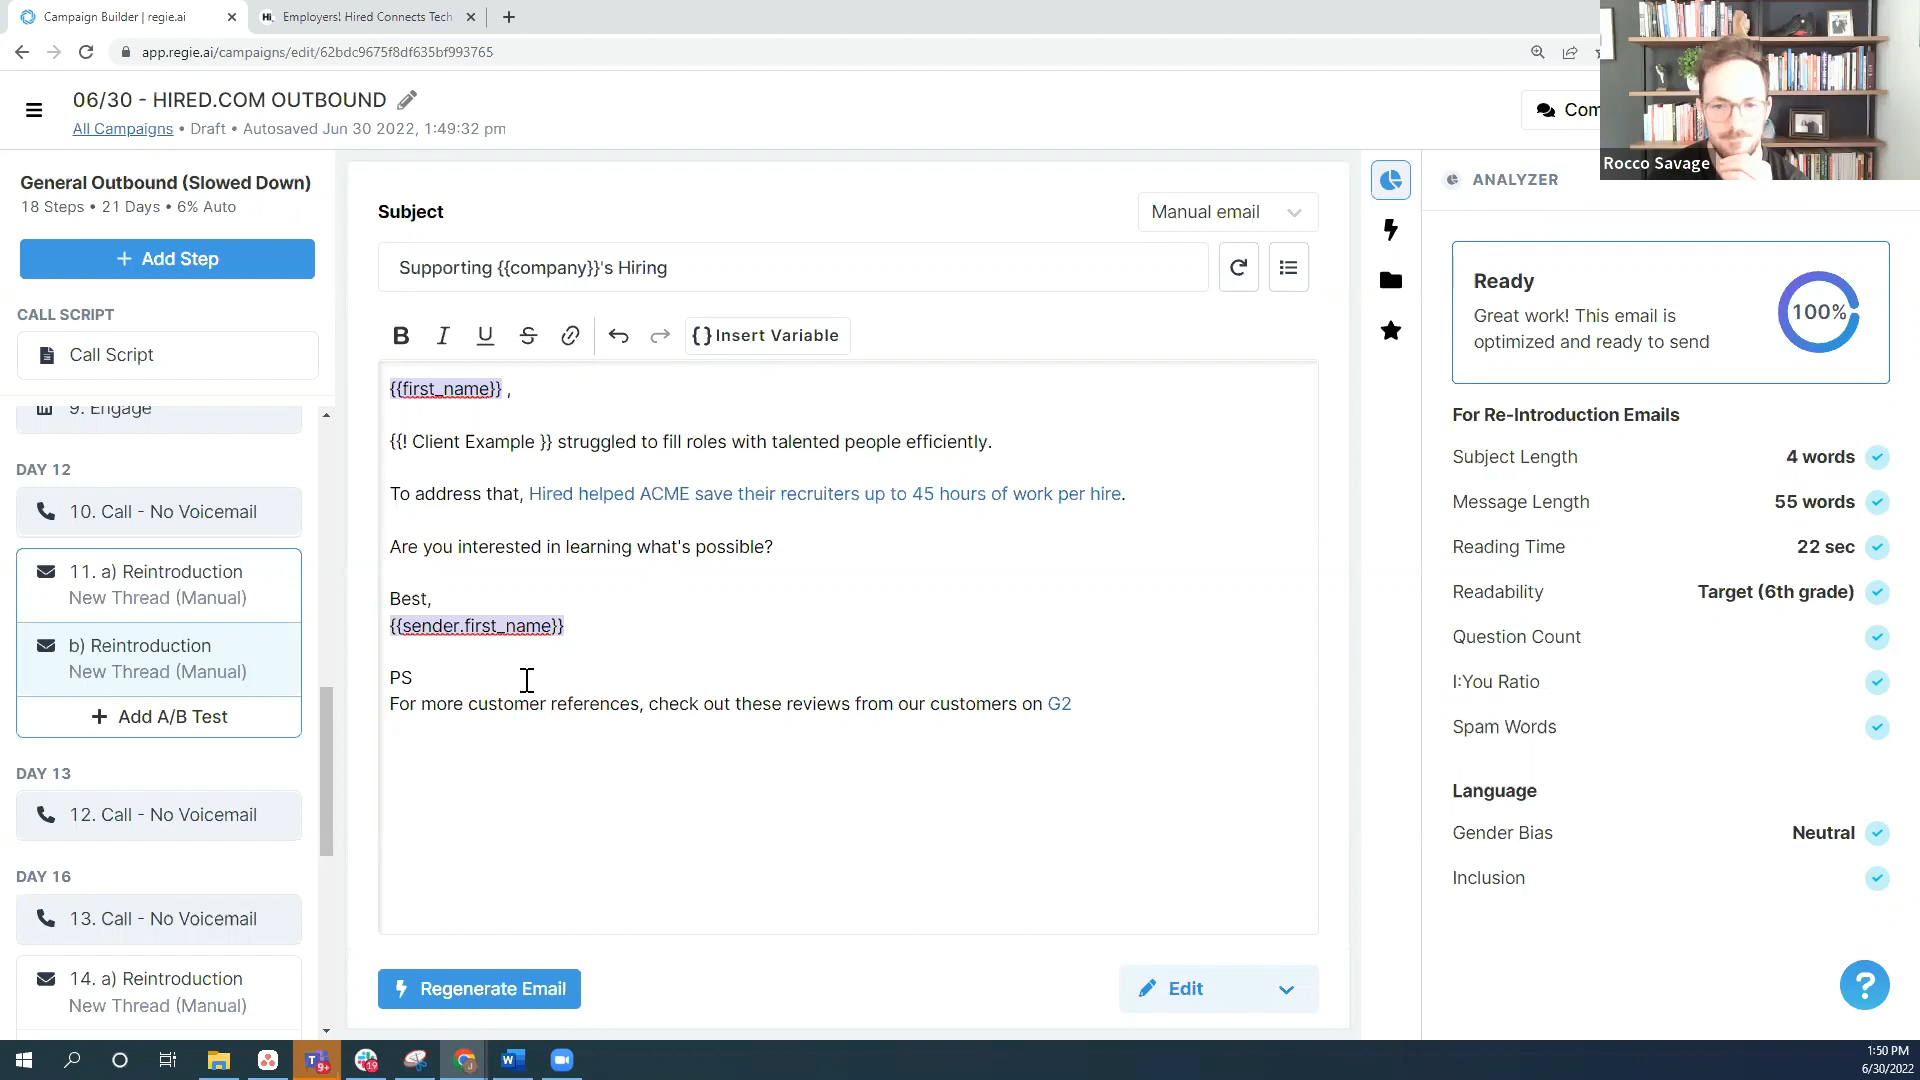 Campaign Builder | regie.ai
Hi. Employers! Hired Connects Tech
app.regie.ai/campaigns/edit/62bdc9675f8df635bf993765
06/30 - HIRED.COM OUTBOUND
All Campaigns • Draft • Autosaved Jun 30 2022, 1:49:32 pm
Com
Rocco Savage
General Outbound (Slowed Down)
18 Steps • 21 Days • 6% Auto
+ Add Step
CALL SCRIPT
Call Script
9. Engage
DAY 12
10. Call - No Voicemail
11. a) Reintroduction
New Thread (Manual)
b) Reintroduction
New Thread (Manual)
+ Add A/B Test
DAY 13
12. Call - No Voicemail
DAY 16
13. Call - No Voicemail
14. a) Reintroduction
New Thread (Manual)
Subject
Manual email
Supporting {{company}}'s Hiring
B I U S {} Insert Variable
{{first_name}} ,
{{! Client Example }} struggled to fill roles with talented people efficiently.
To address that, Hired helped ACME save their recruiters up to 45 hours of work per hire.
Are you interested in learning what's possible?
Best,
{{sender.first_name}}
PS
For more customer references, check out these reviews from our customers on G2
Regenerate Email
Edit
ANALYZER
Ready
Great work! This email is
optimized and ready to send
100%
For Re-Introduction Emails
Subject Length 4 words
Message Length 55 words
Reading Time 22 sec
Readability Target (6th grade)
Question Count
I:You Ratio
Spam Words
Language
Gender Bias Neutral
Inclusion
?
9+
19
1:50 PM
6/30/2022